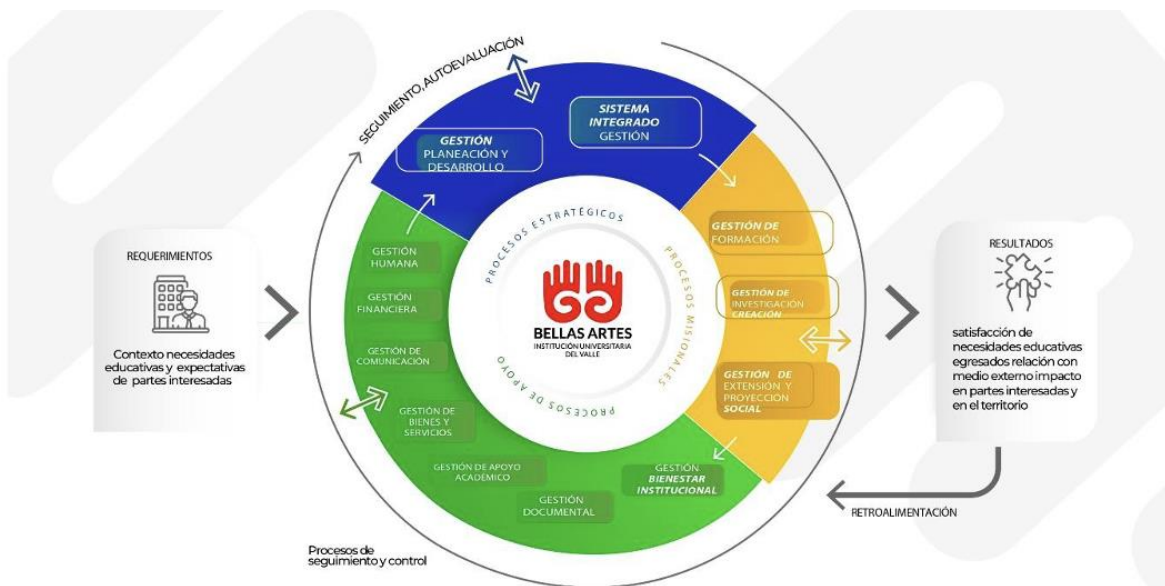 SEGUIMIENTO, AUTOEVALUACIÓN
SISTEMA
INTEGRADO
GESTIÓN
GESTIÓN
PLANEACIÓN Y
DESARROLLO
PROCESOS ESTRATÉGICOS
PROCESOS MISIONALES
PROCESOS DE APOYO
BELLAS ARTES
INSTITUCIÓN UNIVERSITARIA
DEL VALLE
GESTIÓN DE
FORMACIÓN
GESTIÓN DE
INVESTIGACIÓN
CREACIÓN
GESTIÓN DE
EXTENSIÓN Y
PROYECCIÓN
SOCIAL
GESTIÓN
HUMANA
GESTIÓN
FINANCIERA
GESTIÓN DE
COMUNICACIÓN
GESTIÓN DE
BIENES Y
SERVICIOS
GESTIÓN DE APOYO
ACADÉMICO
GESTIÓN
DOCUMENTAL
GESTIÓN
BIENESTAR
INSTITUCIONAL
REQUERIMIENTOS
Contexto necesidades
educativas y expectativas
de partes interesadas
RESULTADOS
satisfacción de
necesidades educativas
egresados relación con
medio externo impacto
en partes interesadas y
en el territorio
RETROALIMENTACIÓN
Procesos de
seguimiento y control